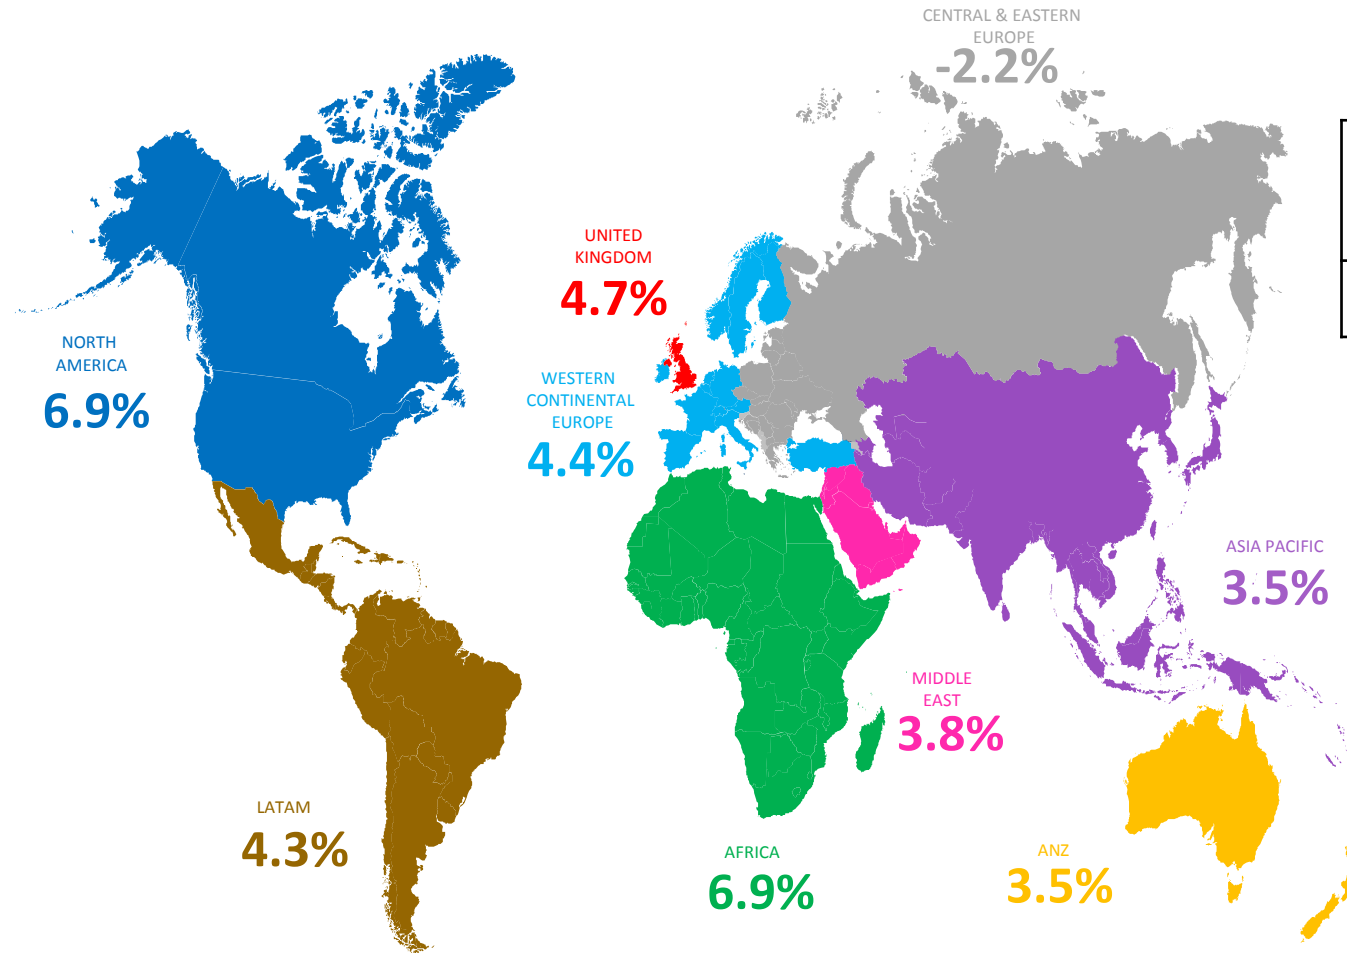 CENTRAL & EASTERN
EUROPE
-2.2%
UNITED
KINGDOM
4.7%
NORTH
AMERICA
6.9%
WESTERN
CONTINENTAL
EUROPE
4.4%
ASIA PACIFIC
3.5%
MIDDLE
EAST
3.8%
LATAM
4.3%
AFRICA
6.9%
ANZ
3.5%